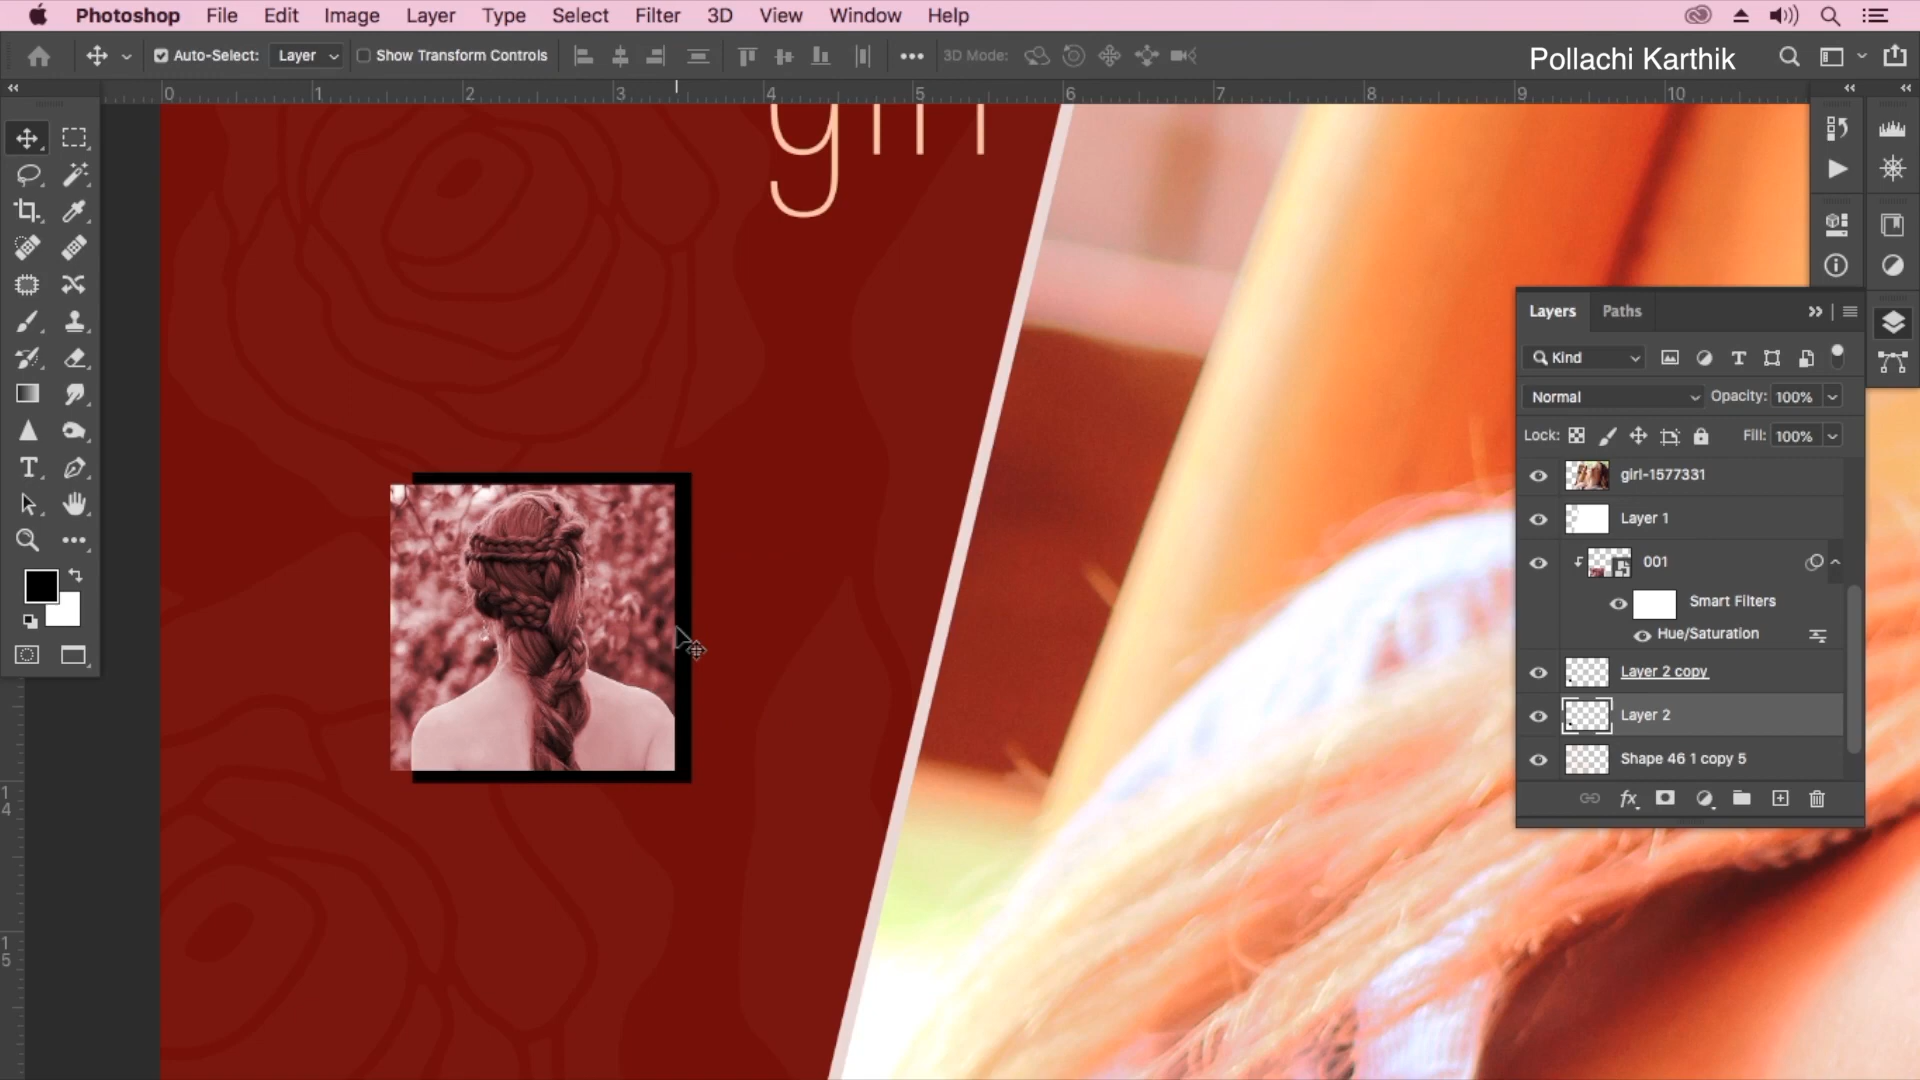 Photoshop File Edit Image Layer Type Select Filter 3D View Window Help
Auto-Select: Layer Show Transform Controls 3D Mode: Pollachi Karthik
0 1 2 3 4 5 6 7 8 9 10
girl
Layers Paths
Kind
Normal Opacity: 100%
Lock: Fill: 100%
girl-1577331
Layer 1
001
Smart Filters
Hue/Saturation
Layer 2 copy
Layer 2
Shape 46 1 copy 5
14
15